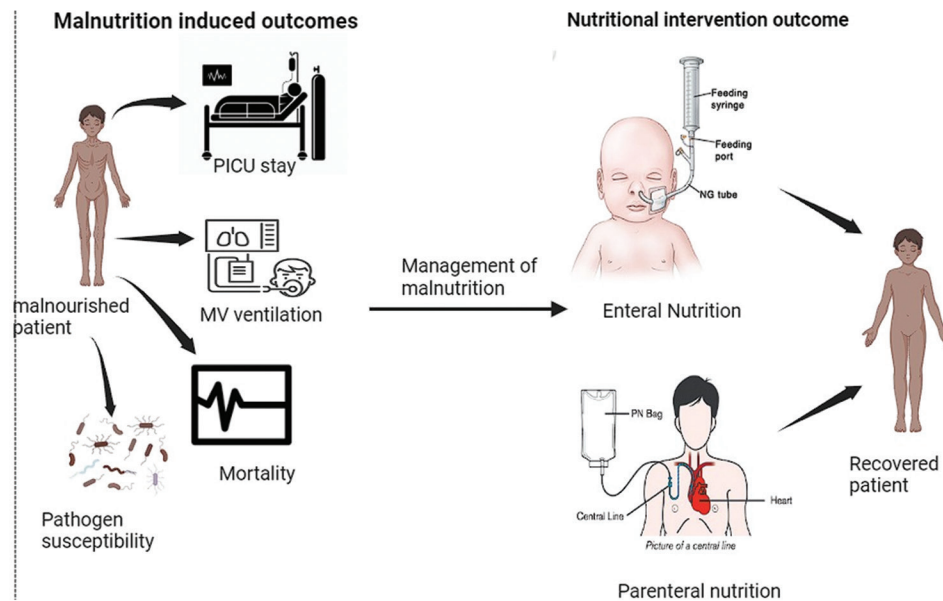 Malnutrition induced outcomes
PICU stay
malnourished
patient
MV ventilation
Mortality
Pathogen
susceptibility
Management of
malnutrition
Nutritional intervention outcome
Feeding
syringe
Feeding
port
NG tube
Enteral Nutrition
PN Bag
Central Line
Heart
Picture of a central line
Parenteral nutrition
Recovered
patient